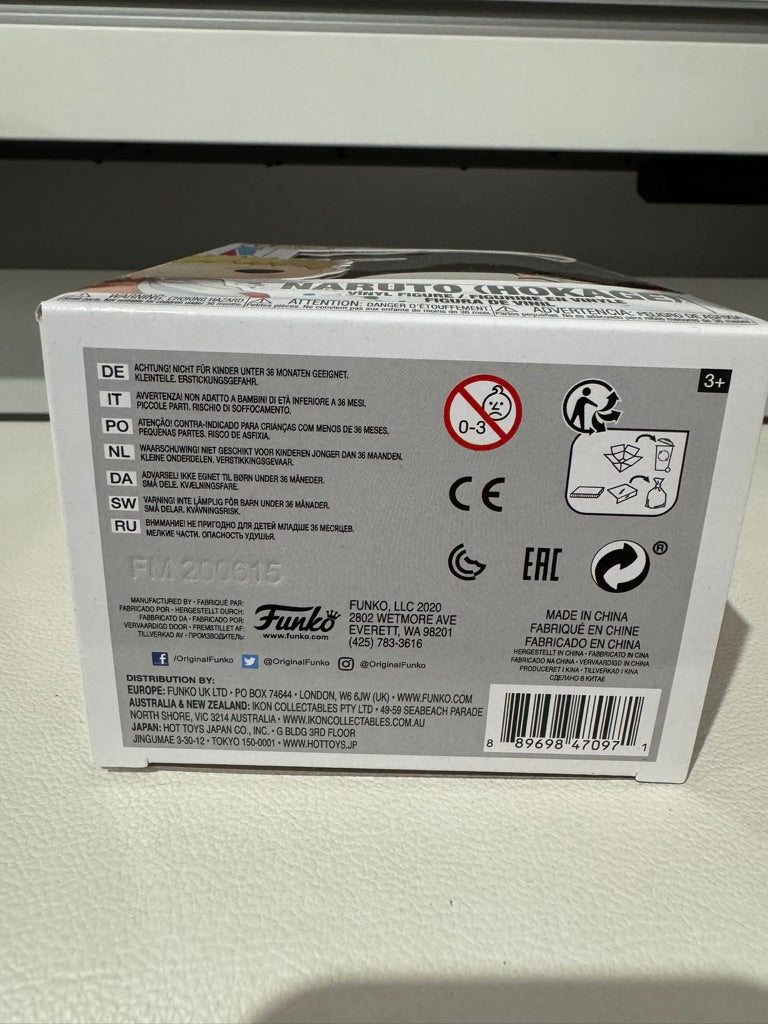 NARUTO (HOKAGE)
VINYL FIGURE / FIGURINE EN VINYLE
FIGURA DE VINIL
WARNING: CHOKING HAZARD
ATTENTION: DANGER D'ÉTOUFFEMENT
ADVERTENCIA: PELIGRO DE ASFIXIA
3+
DE ACHTUNG! NICHT FÜR KINDER UNTER 36 MONATEN GEEIGNET.
KLEINTEILE. ERSTICKUNGSGEFAHR.
IT AVVERTENZA! NON ADATTO A BAMBINI DI ETÀ INFERIORE A 36 MESI.
PICCOLE PARTI. RISCHIO DI SOFFOCAMENTO.
PO ATENÇÃO! CONTRA-INDICADO PARA CRIANÇAS COM MENOS DE 36 MESES.
PEQUENAS PARTES. RISCO DE ASFIXIA.
NL WAARSCHUWING! NIET GESCHIKT VOOR KINDEREN JONGER DAN 36 MAANDEN.
KLEINE ONDERDELEN. VERSTIKKINGSGEVAAR.
DA ADVARSEL! IKKE EGNET TIL BØRN UNDER 36 MÅNEDER.
SMÅ DELE. KVÆLNINGSFARE.
SW VARNING! INTE LÄMPLIG FÖR BARN UNDER 36 MÅNADER.
SMÅ DELAR. KVÄVNINGSRISK.
RU ВНИМАНИЕ! НЕ ПРИГОДНО ДЛЯ ДЕТЕЙ МЛАДШЕ 36 МЕСЯЦЕВ.
МЕЛКИЕ ЧАСТИ. ОПАСНОСТЬ УДУШЬЯ.
0-3
CE
EAC
®
FM 200615
MANUFACTURED BY • FABRIQUÉ PAR:
FABRICADO POR • HERGESTELLT DURCH:
FABBRICATO DA • FABRICADO POR:
VERVAARDIGD DOOR • FREMSTILLET AF:
TILLVERKAD AV • ПРОИЗВОДИТЕЛЬ:
Funko
www.funko.com
FUNKO, LLC 2020
2802 WETMORE AVE
EVERETT, WA 98201
(425) 783-3616
MADE IN CHINA
FABRIQUÉ EN CHINE
FABRICADO EN CHINA
HERGESTELLT IN CHINA • FABBRICATO IN CINA
FABRICADO NA CHINA • VERVAARDIGD IN CHINA
PRODUCERET I KINA • TILLVERKAD I KINA
СДЕЛАНО В КИТАЕ
/OriginalFunko @OriginalFunko @OriginalFunko
DISTRIBUTION BY:
EUROPE: FUNKO UK LTD • PO BOX 74644 • LONDON, W6 6JW (UK) • WWW.FUNKO.COM
AUSTRALIA & NEW ZEALAND: IKON COLLECTABLES PTY LTD • 49-59 SEABEACH PARADE
NORTH SHORE, VIC 3214 AUSTRALIA • WWW.IKONCOLLECTABLES.COM.AU
JAPAN: HOT TOYS JAPAN CO., INC. • G BLDG 3RD FLOOR
JINGUMAE 3-30-12 • TOKYO 150-0001 • WWW.HOTTOYS.JP
8 89698 47097 1